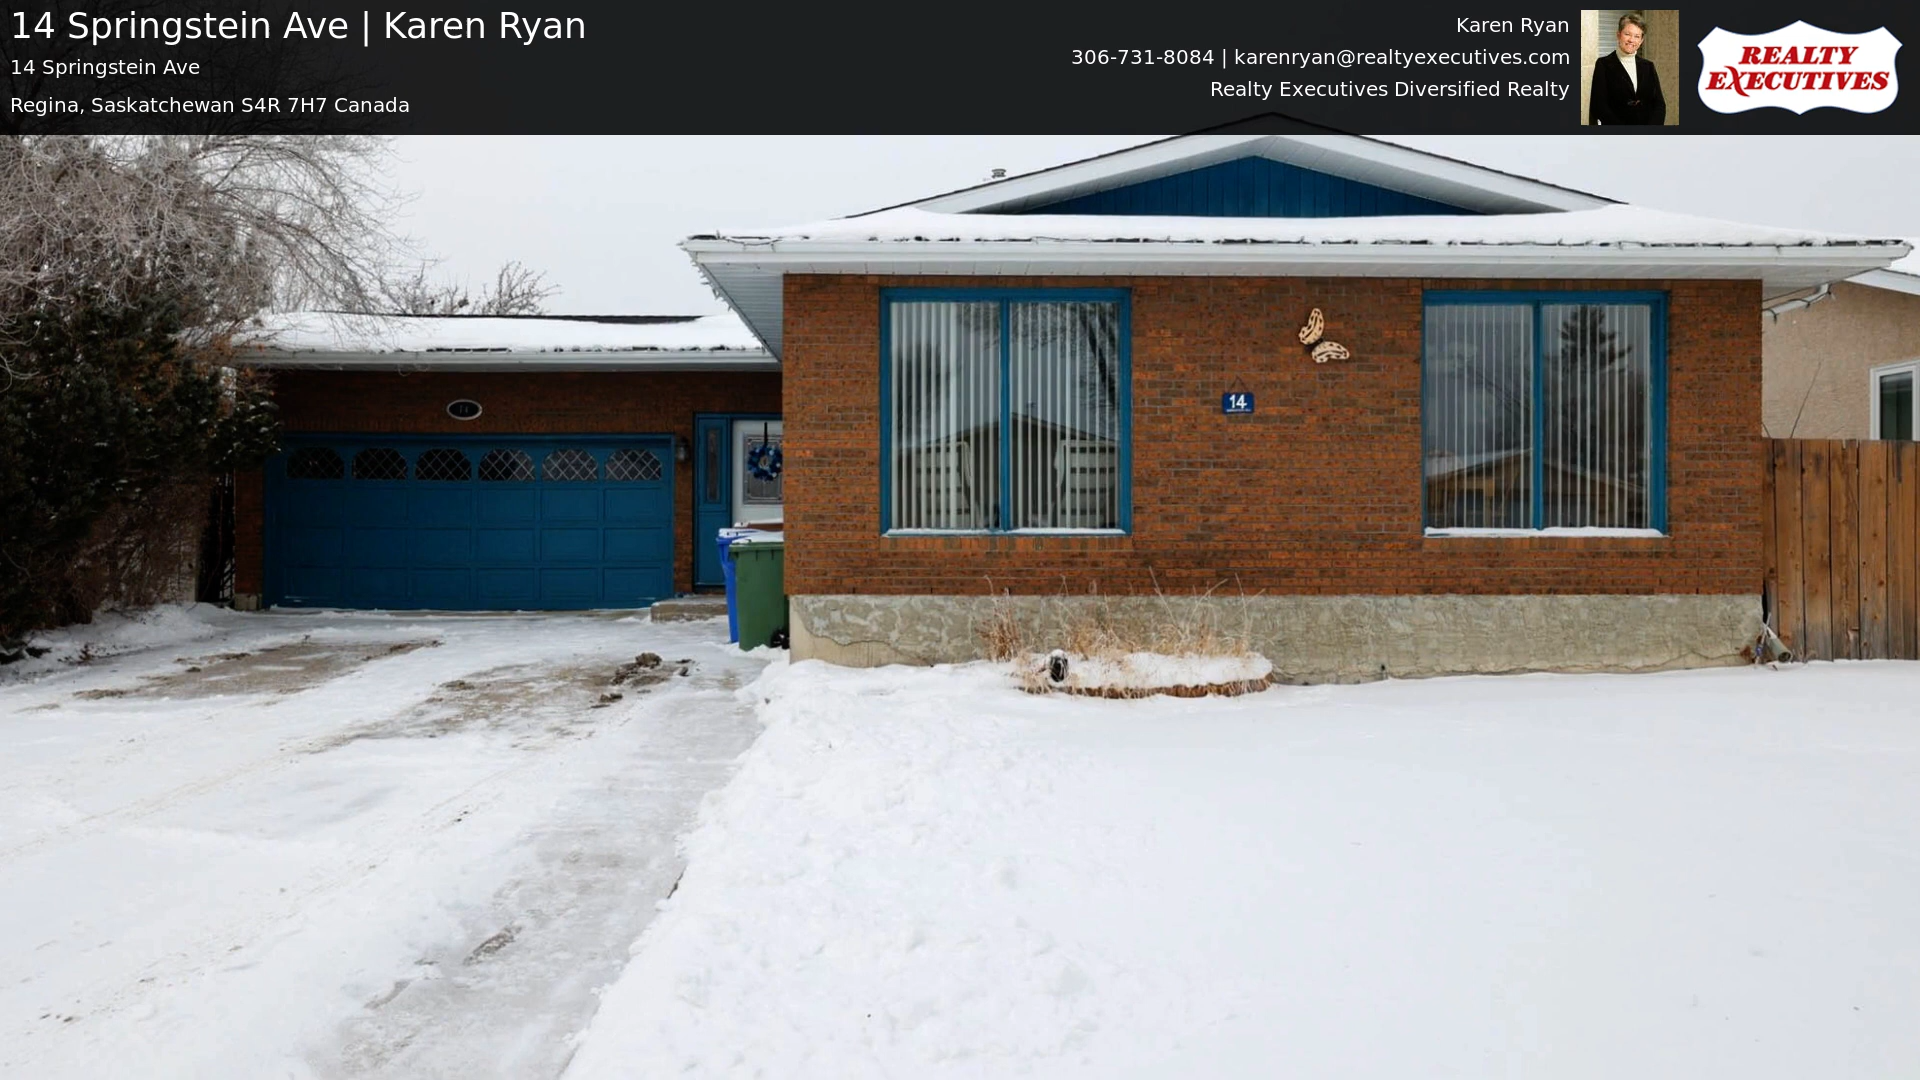 14 Springstein Ave | Karen Ryan
14 Springstein Ave
Regina, Saskatchewan S4R 7H7 Canada
Karen Ryan
306-731-8084 | karenryan@realtyexecutives.com
Realty Executives Diversified Realty
REALTY
EXECUTIVES
14